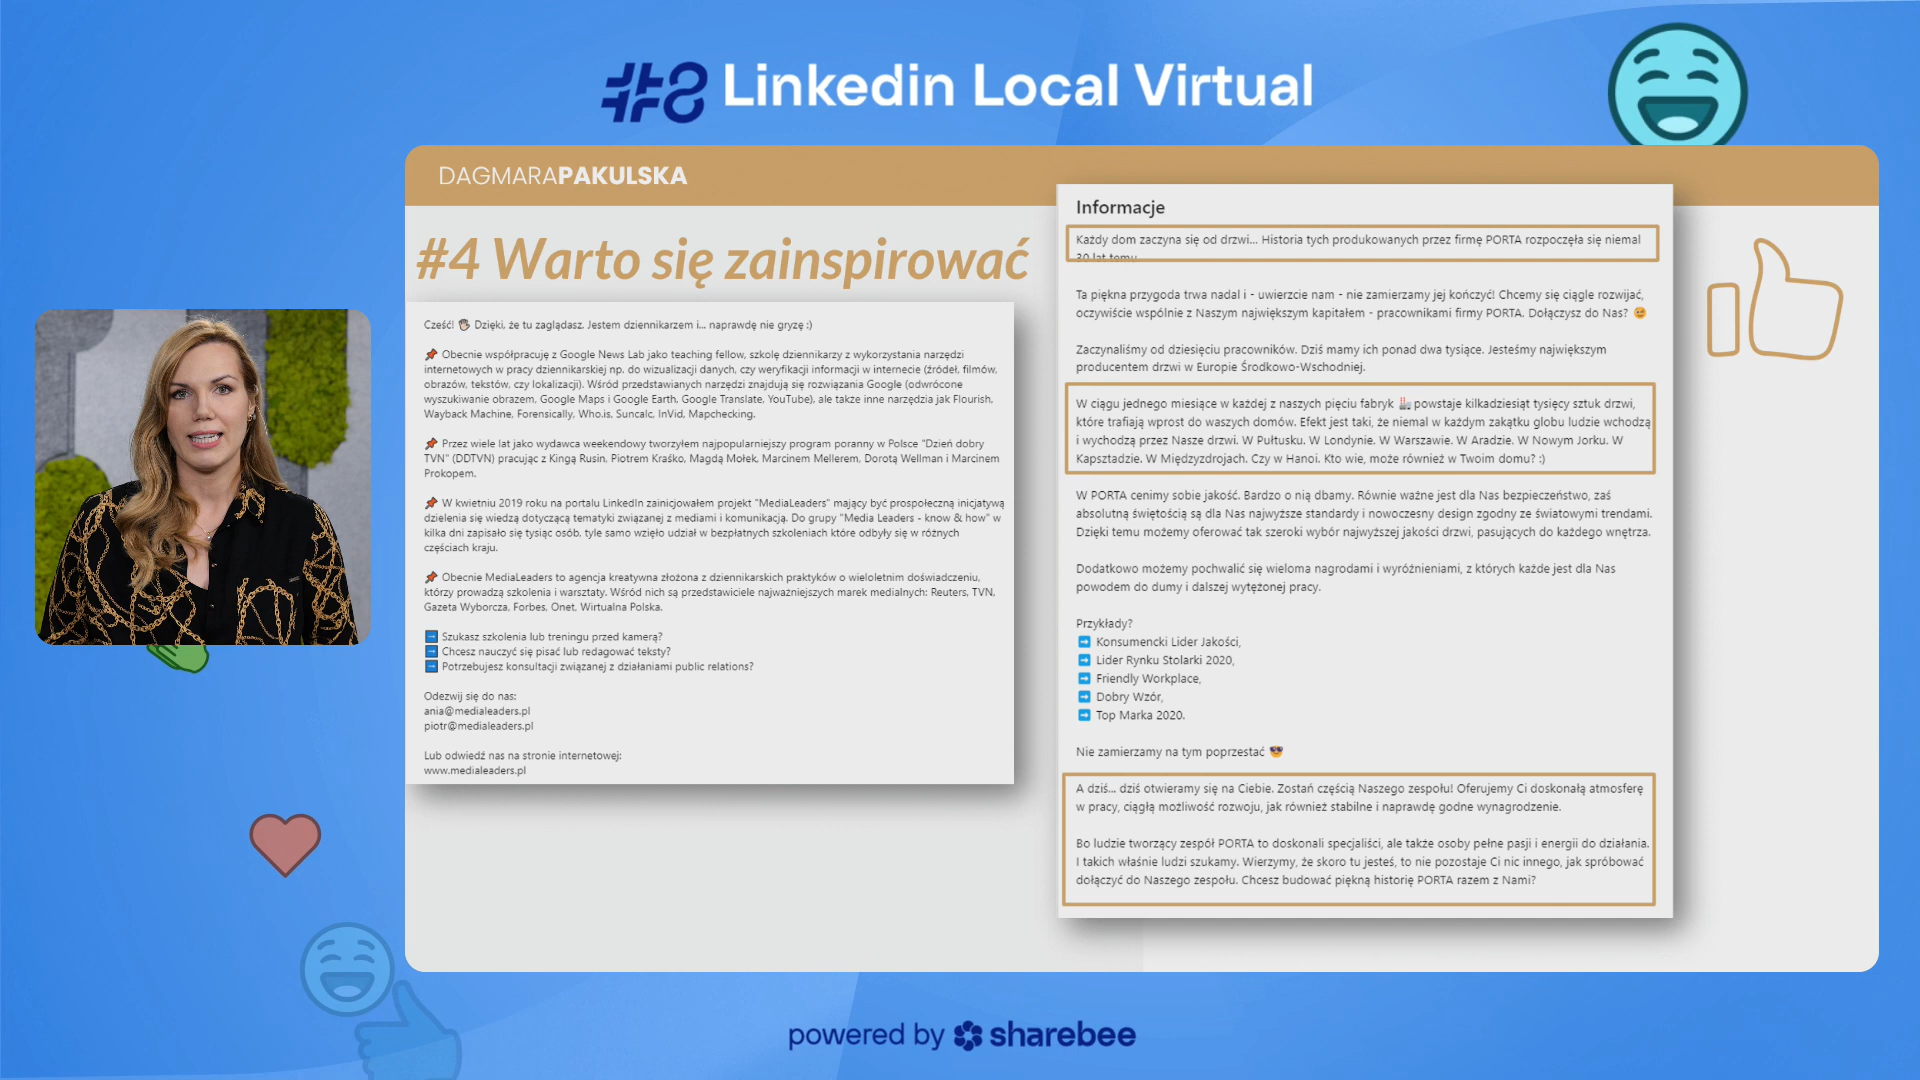 #8 Linkedin Local Virtual
DAGMARAPAKULSKA
#4 Warto się zainspirować
Cześć! 🖐 Dzięki, że tu zaglądasz. Jestem dziennikarzem i... naprawdę nie gryzę :)
📌 Obecnie współpracuję z Google News Lab jako teaching fellow, szkolę dziennikarzy z wykorzystania narzędzi
internetowych w pracy dziennikarskiej np. do wizualizacji danych, czy weryfikacji informacji w internecie (źródeł, filmów,
obrazów, tekstów, czy lokalizacji). Wśród przedstawianych narzędzi znajdują się rozwiązania Google (odwrócone
wyszukiwanie obrazem, Google Maps i Google Earth, Google Translate, YouTube), ale także inne narzędzia jak Flourish,
Wayback Machine, Forensically, Who.is, Suncalc, InVid, Mapchecking.
📌 Przez wiele lat jako wydawca weekendowy tworzyłem najpopularniejszy program poranny w Polsce "Dzień dobry
TVN" (DDTVN) pracując z Kingą Rusin, Piotrem Kraśko, Magdą Mołek, Marcinem Mellerem, Dorotą Wellman i Marcinem
Prokopem.
📌 W kwietniu 2019 roku na portalu LinkedIn zainicjowałem projekt "MediaLeaders" mający być prospołeczną inicjatywą
dzielenia się wiedzą dotyczącą tematyki związanej z mediami i komunikacją. Do grupy "Media Leaders - know & how" w
kilka dni zapisało się tysiąc osób, tyle samo wzięło udział w bezpłatnych szkoleniach które odbyły się w różnych
częściach kraju.
📌 Obecnie MediaLeaders to agencja kreatywna złożona z dziennikarskich praktyków o wieloletnim doświadczeniu,
którzy prowadzą szkolenia i warsztaty. Wśród nich są przedstawiciele najważniejszych marek medialnych: Reuters, TVN,
Gazeta Wyborcza, Forbes, Onet, Wirtualna Polska.
➡ Szukasz szkolenia lub treningu przed kamerą?
➡ Chcesz nauczyć się pisać lub redagować teksty?
➡ Potrzebujesz konsultacji związanej z działaniami public relations?
Odezwij się do nas:
ania@medialeaders.pl
piotr@medialeaders.pl
Lub odwiedź nas na stronie internetowej:
www.medialeaders.pl
Informacje
Każdy dom zaczyna się od drzwi... Historia tych produkowanych przez firmę PORTA rozpoczęła się niemal
30 lat temu
Ta piękna przygoda trwa nadal i - uwierzcie nam - nie zamierzamy jej kończyć! Chcemy się ciągle rozwijać,
oczywiście wspólnie z Naszym największym kapitałem - pracownikami firmy PORTA. Dołączysz do Nas? 😉
Zaczynaliśmy od dziesięciu pracowników. Dziś mamy ich ponad dwa tysiące. Jesteśmy największym
producentem drzwi w Europie Środkowo-Wschodniej.
W ciągu jednego miesiące w każdej z naszych pięciu fabryk 🏭 powstaje kilkadziesiąt tysięcy sztuk drzwi,
które trafiają wprost do waszych domów. Efekt jest taki, że niemal w każdym zakątku globu ludzie wchodzą
i wychodzą przez Nasze drzwi. W Pułtusku. W Londynie. W Warszawie. W Aradzie. W Nowym Jorku. W
Kapsztadzie. W Międzyzdrojach. Czy w Hanoi. Kto wie, może również w Twoim domu? :)
W PORTA cenimy sobie jakość. Bardzo o nią dbamy. Równie ważne jest dla Nas bezpieczeństwo, zaś
absolutną świętością są dla Nas najwyższe standardy i nowoczesny design zgodny ze światowymi trendami.
Dzięki temu możemy oferować tak szeroki wybór najwyższej jakości drzwi, pasujących do każdego wnętrza.
Dodatkowo możemy pochwalić się wieloma nagrodami i wyróżnieniami, z których każde jest dla Nas
powodem do dumy i dalszej wytężonej pracy.
Przykłady?
➡ Konsumencki Lider Jakości,
➡ Lider Rynku Stolarki 2020,
➡ Friendly Workplace,
➡ Dobry Wzór,
➡ Top Marka 2020.
Nie zamierzamy na tym poprzestać 😎
A dziś... dziś otwieramy się na Ciebie. Zostań częścią Naszego zespołu! Oferujemy Ci doskonałą atmosferę
w pracy, ciągłą możliwość rozwoju, jak również stabilne i naprawdę godne wynagrodzenie.
Bo ludzie tworzący zespół PORTA to doskonali specjaliści, ale także osoby pełne pasji i energii do działania.
I takich właśnie ludzi szukamy. Wierzymy, że skoro tu jesteś, to nie pozostaje Ci nic innego, jak spróbować
dołączyć do Naszego zespołu. Chcesz budować piękną historię PORTA razem z Nami?
powered by sharebee